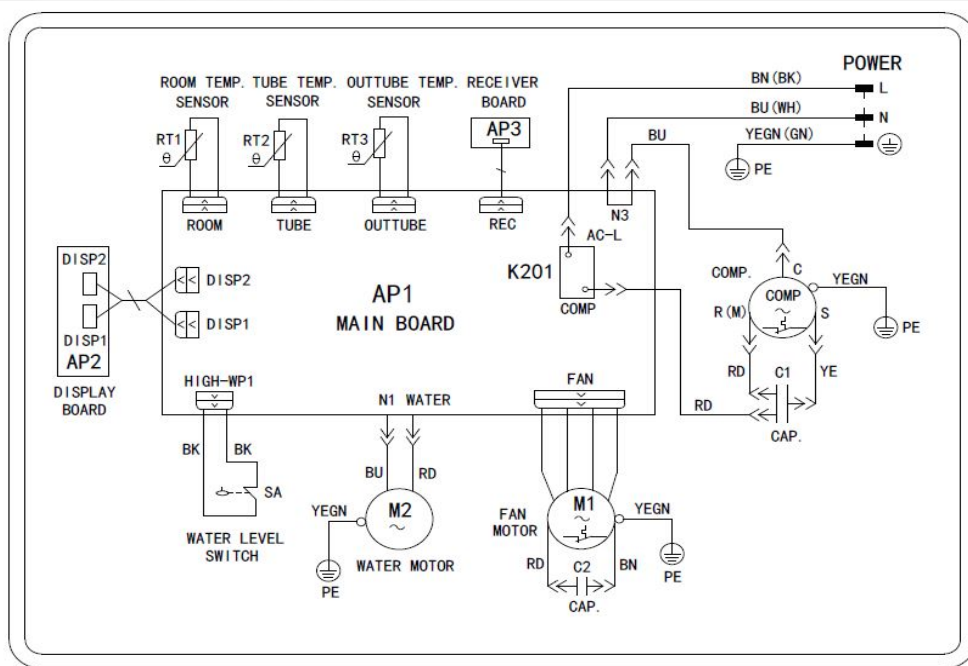 POWER
BN(BK)
L
ROOM TEMP. TUBE TEMP. OUTTUBE TEMP. RECEIVER
SENSOR SENSOR SENSOR BOARD
BU(WH)
N
AP3
RT1 RT2 RT3
θ θ θ
BU
YEGN(GN)
PE
ROOM TUBE OUTTUBE REC
N3
AC-L
DISP2
DISP1
AP2
DISPLAY
BOARD
DISP2
DISP1
AP1
MAIN BOARD
K201
COMP
COMP.
C
COMP
~
R(M)
S
YEGN
PE
RD
C1
YE
CAP.
RD
HIGH-WP1
N1 WATER
FAN
BK BK
SA
WATER LEVEL
SWITCH
BU RD
YEGN
M2
~
PE
WATER MOTOR
FAN
MOTOR
M1
~
YEGN
PE
RD
C2
BN
CAP.